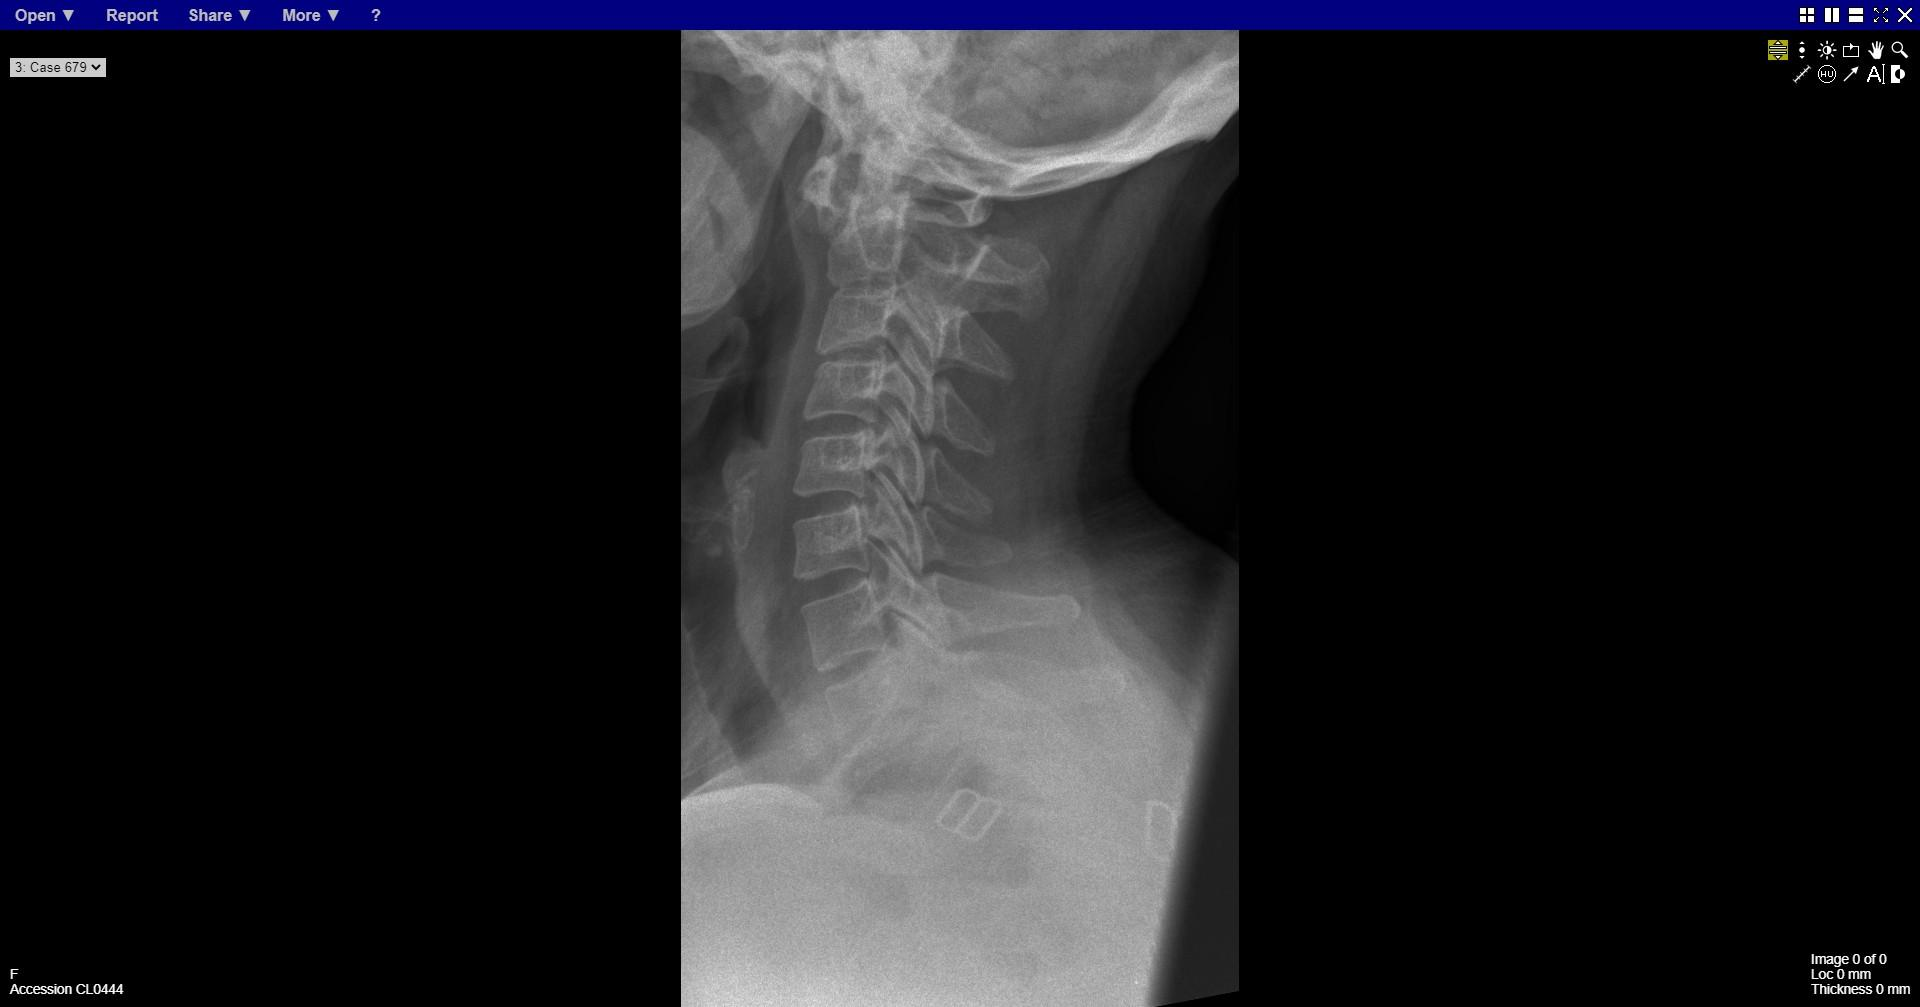 Open ▼ Report Share ▼ More ▼ ?
3: Case 679
HU
A
F
Accession CL0444
Image 0 of 0
Loc 0 mm
Thickness 0 mm